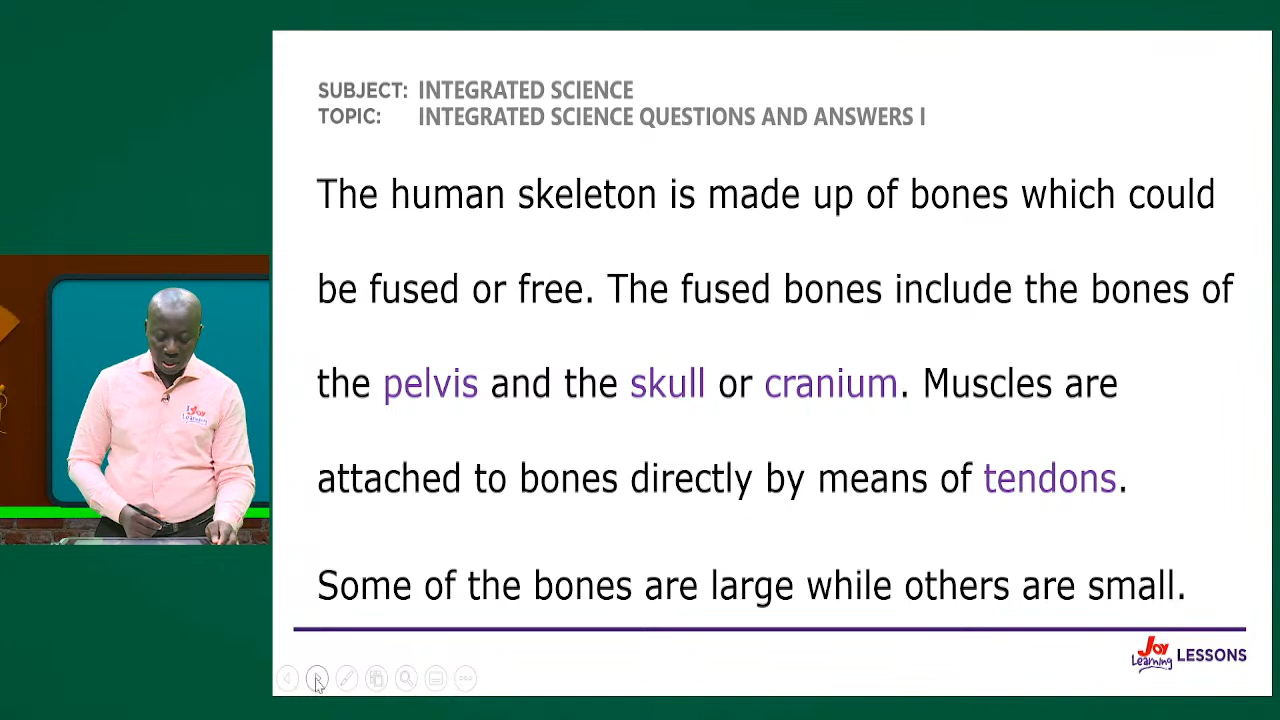 SUBJECT: INTEGRATED SCIENCE
TOPIC: INTEGRATED SCIENCE QUESTIONS AND ANSWERS I
The human skeleton is made up of bones which could
be fused or free. The fused bones include the bones of
the pelvis and the skull or cranium. Muscles are
attached to bones directly by means of tendons.
Some of the bones are large while others are small.
Joy
Learning LESSONS
Joy
Learning